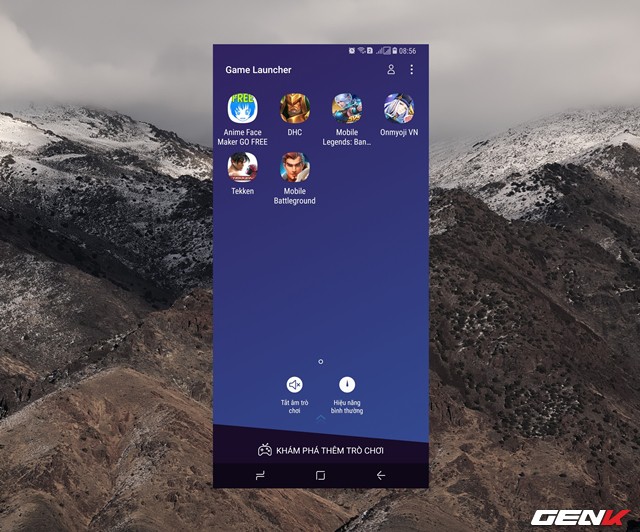 08:56
Game Launcher
FREE
Anime Face
Maker GO FREE
DHC
Mobile
Legends: Ban...
Onmyoji VN
Tekken
Mobile
Battleground
Tắt âm trò
chơi
Hiệu năng
bình thường
KHÁM PHÁ THÊM TRÒ CHƠI
GENK